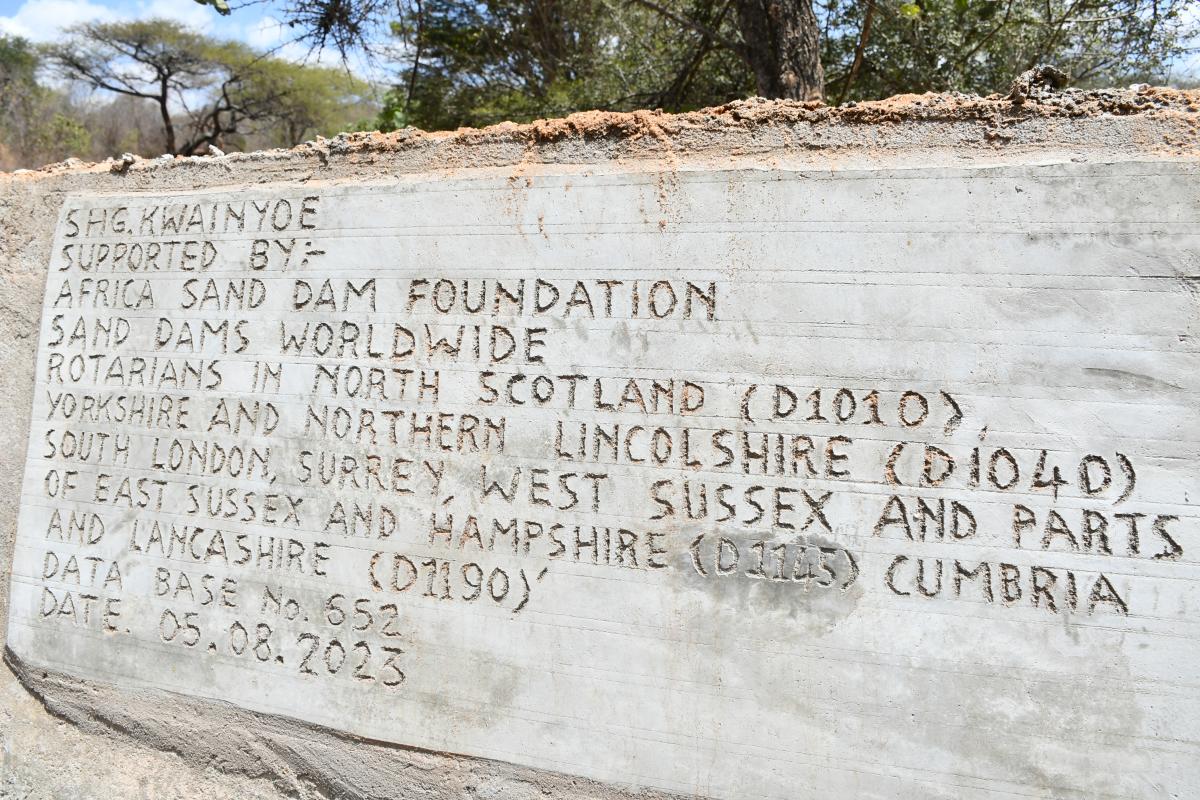 SHG. KWAINYOE
SUPPORTED BY:-
AFRICA SAND DAM FOUNDATION
SAND DAMS WORLDWIDE
ROTARIANS IN NORTH SCOTLAND (D1010),
YORKSHIRE AND NORTHERN LINCOLSHIRE (D1040)
SOUTH LONDON, SURREY, WEST SUSSEX AND PARTS
OF EAST SUSSEX AND HAMPSHIRE (D1145) CUMBRIA
AND LANCASHIRE (D1190)'
DATA BASE No. 652
DATE. 05.08.2023